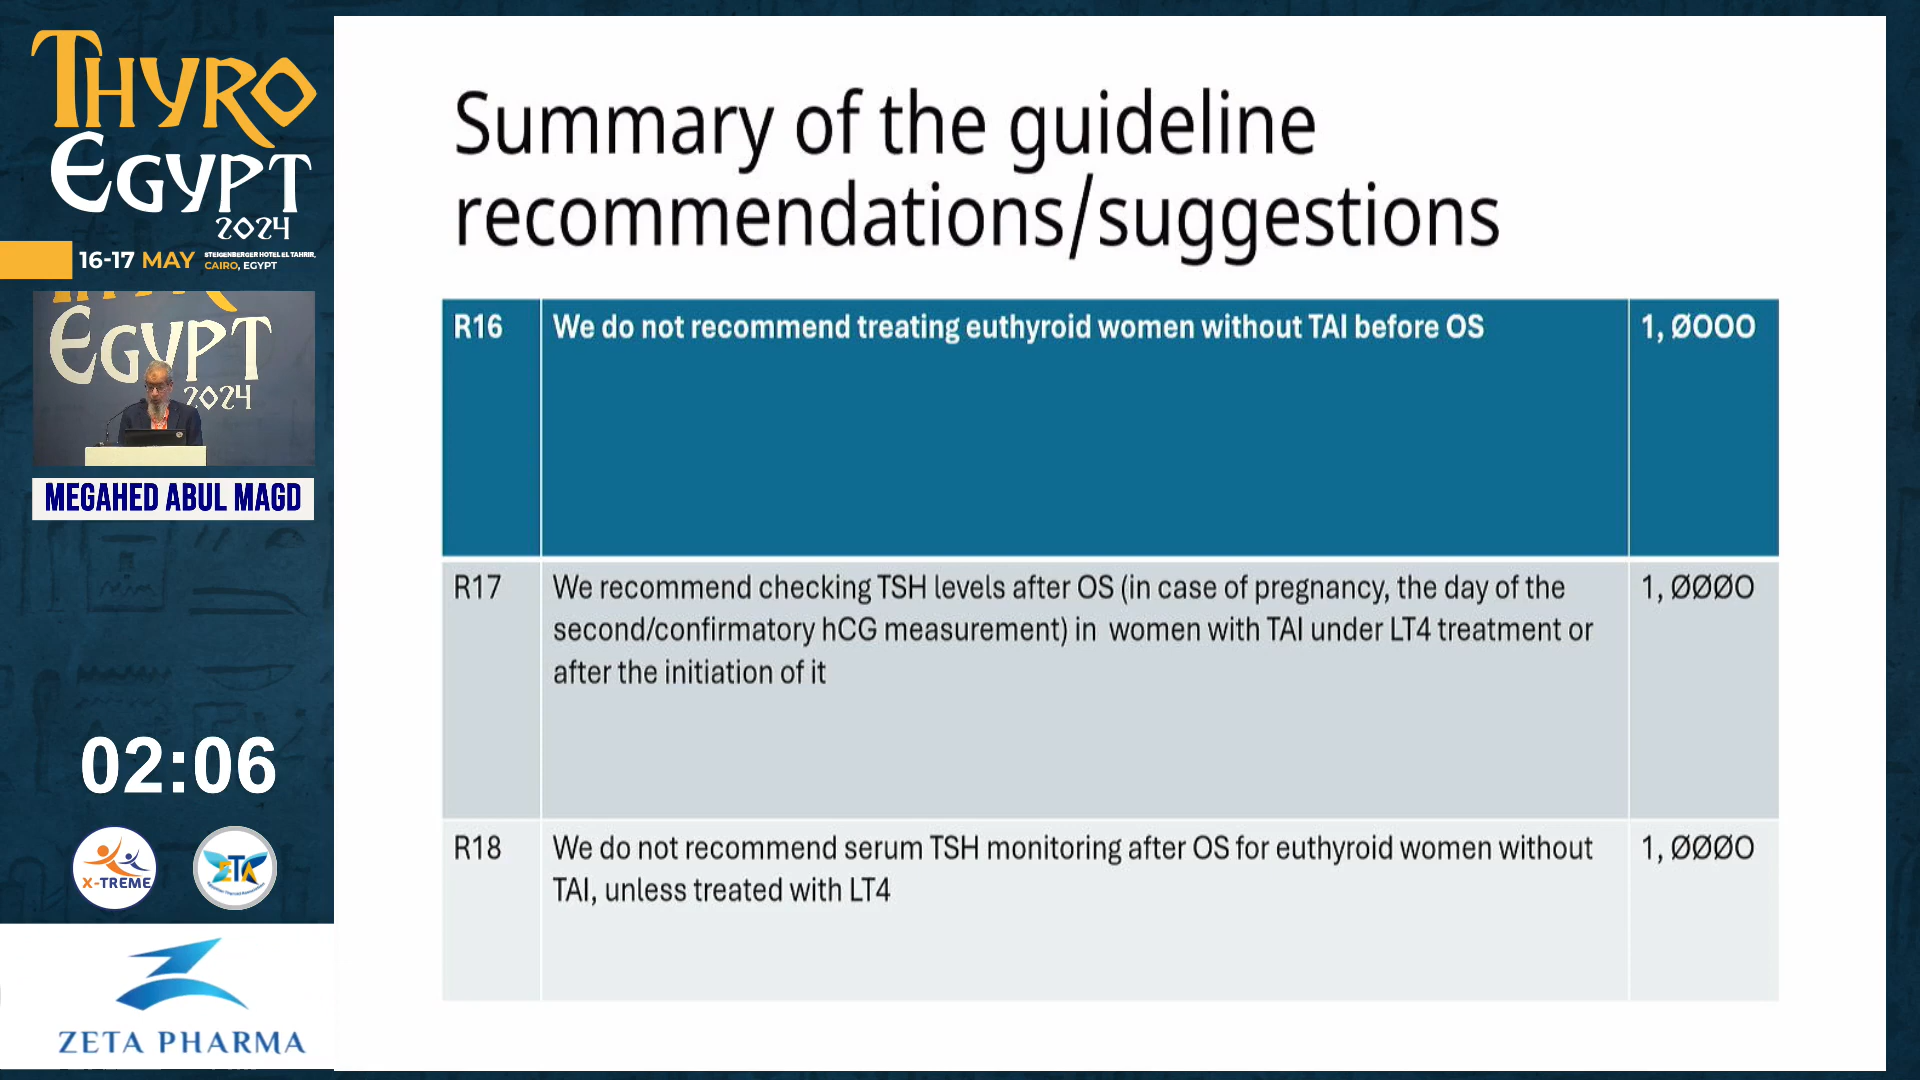 THYRO
EGYPT
2024
16-17 MAY
STEIGENBERGER HOTEL EL TAHRIR,
CAIRO, EGYPT
EGYPT
2024
MEGAHED ABUL MAGD
02:06
X-TREME
ZETA PHARMA
Summary of the guideline
recommendations/suggestions
R16 We do not recommend treating euthyroid women without TAI before OS 1, ØOOO
R17 We recommend checking TSH levels after OS (in case of pregnancy, the day of the 1, ØØØO
second/confirmatory hCG measurement) in women with TAI under LT4 treatment or
after the initiation of it
R18 We do not recommend serum TSH monitoring after OS for euthyroid women without 1, ØØØO
TAI, unless treated with LT4